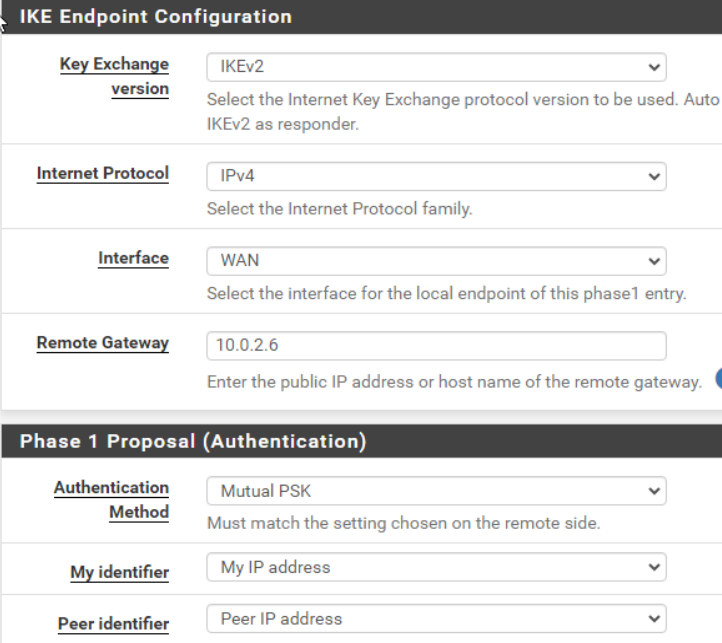 IKE Endpoint Configuration
Key Exchange
version
IKEv2
Select the Internet Key Exchange protocol version to be used. Auto
IKEv2 as responder.
Internet Protocol
IPv4
Select the Internet Protocol family.
Interface
WAN
Select the interface for the local endpoint of this phase1 entry.
Remote Gateway
10.0.2.6
Enter the public IP address or host name of the remote gateway.
Phase 1 Proposal (Authentication)
Authentication
Method
Mutual PSK
Must match the setting chosen on the remote side.
My identifier
My IP address
Peer identifier
Peer IP address